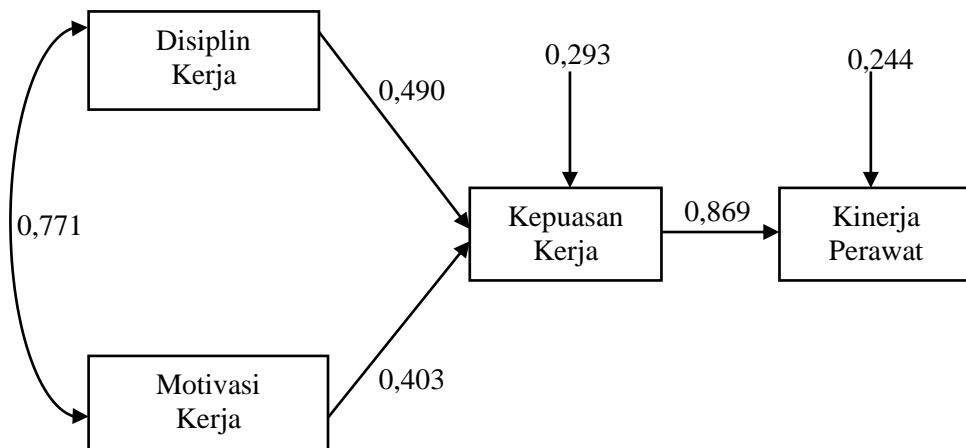 Disiplin
Kerja
0,293
0,244
0,490
0,771
Kepuasan
Kerja
0,869
Kinerja
Perawat
0,403
Motivasi
Kerja